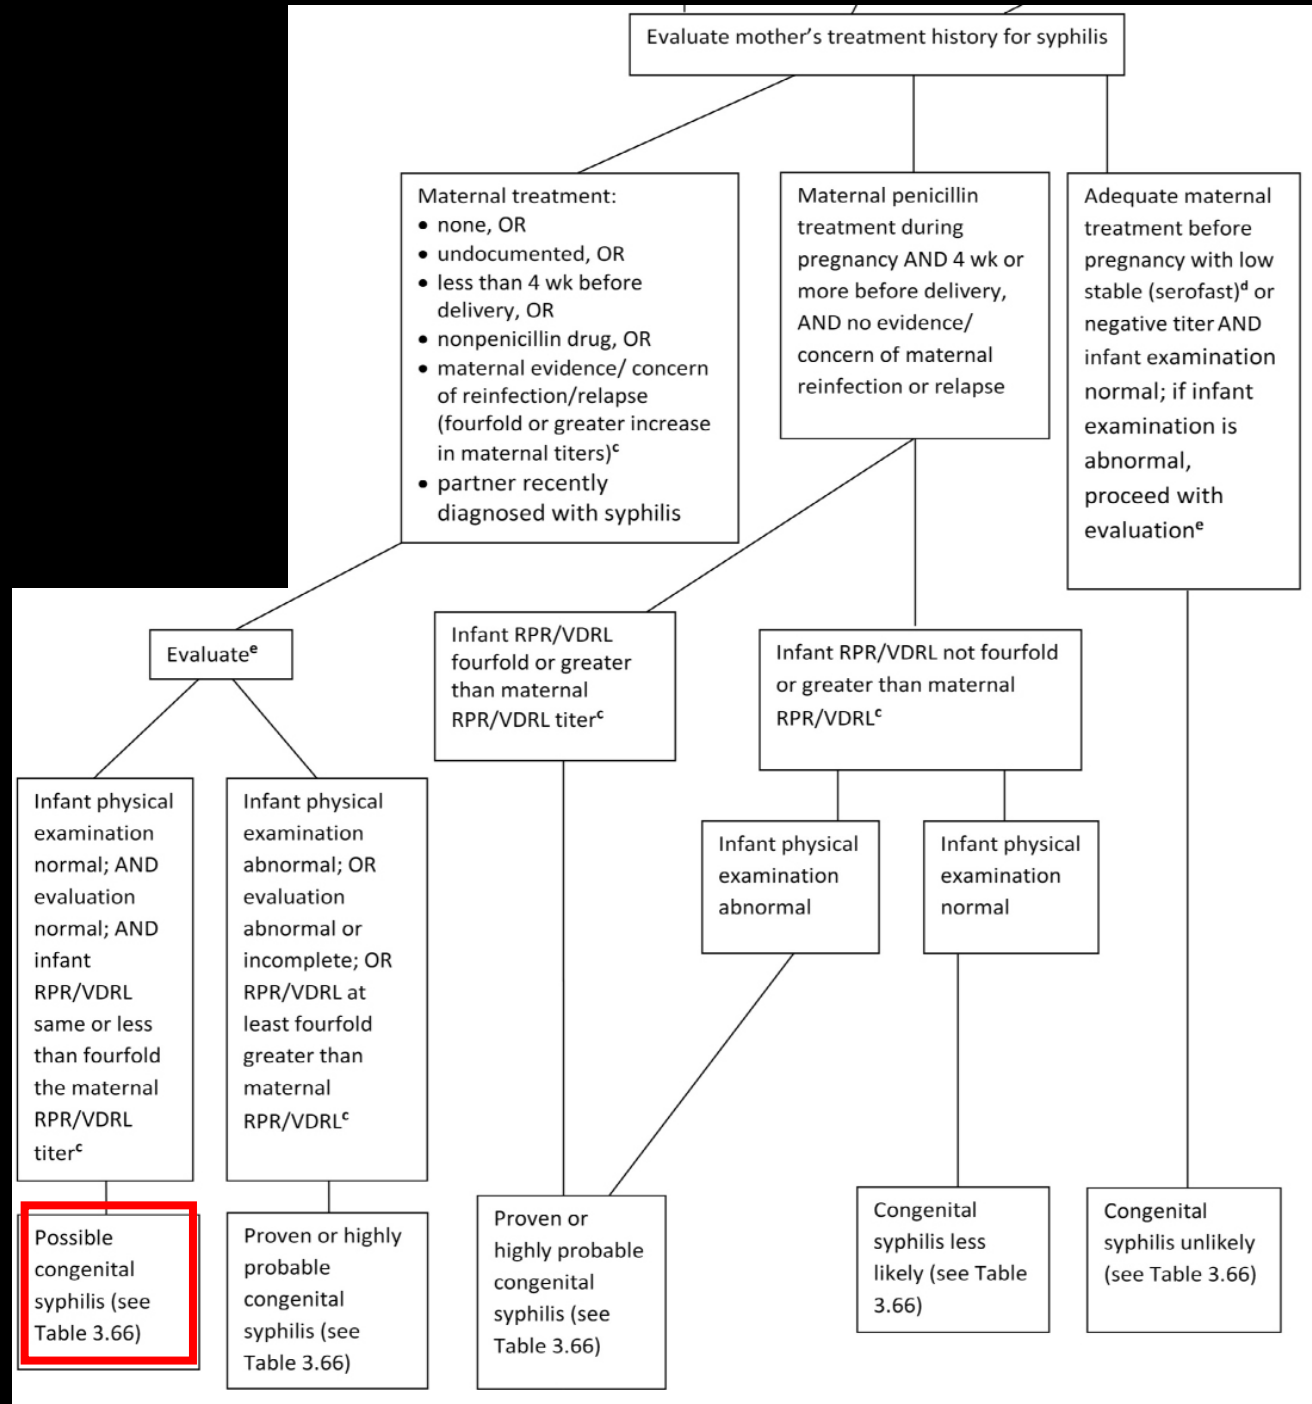 Evaluate mother’s treatment history for syphilis
Maternal treatment:
• none, OR
• undocumented, OR
• less than 4 wk before
delivery, OR
• nonpenicillin drug, OR
• maternal evidence/ concern
of reinfection/relapse
(fourfold or greater increase
in maternal titers)ᶜ
• partner recently
diagnosed with syphilis
Maternal penicillin
treatment during
pregnancy AND 4 wk or
more before delivery,
AND no evidence/
concern of maternal
reinfection or relapse
Adequate maternal
treatment before
pregnancy with low
stable (serofast)ᵈ or
negative titer AND
infant examination
normal; if infant
examination is
abnormal,
proceed with
evaluationᵉ
Evaluateᵉ
Infant RPR/VDRL
fourfold or greater
than maternal
RPR/VDRL titerᶜ
Infant RPR/VDRL not fourfold
or greater than maternal
RPR/VDRLᶜ
Infant physical
examination
normal; AND
evaluation
normal; AND
infant
RPR/VDRL
same or less
than fourfold
the maternal
RPR/VDRL
titerᶜ
Infant physical
examination
abnormal; OR
evaluation
abnormal or
incomplete; OR
RPR/VDRL at
least fourfold
greater than
maternal
RPR/VDRLᶜ
Infant physical
examination
abnormal
Infant physical
examination
normal
Possible
congenital
syphilis (see
Table 3.66)
Proven or highly
probable
congenital
syphilis (see
Table 3.66)
Proven or
highly probable
congenital
syphilis (see
Table 3.66)
Congenital
syphilis less
likely (see Table
3.66)
Congenital
syphilis unlikely
(see Table 3.66)